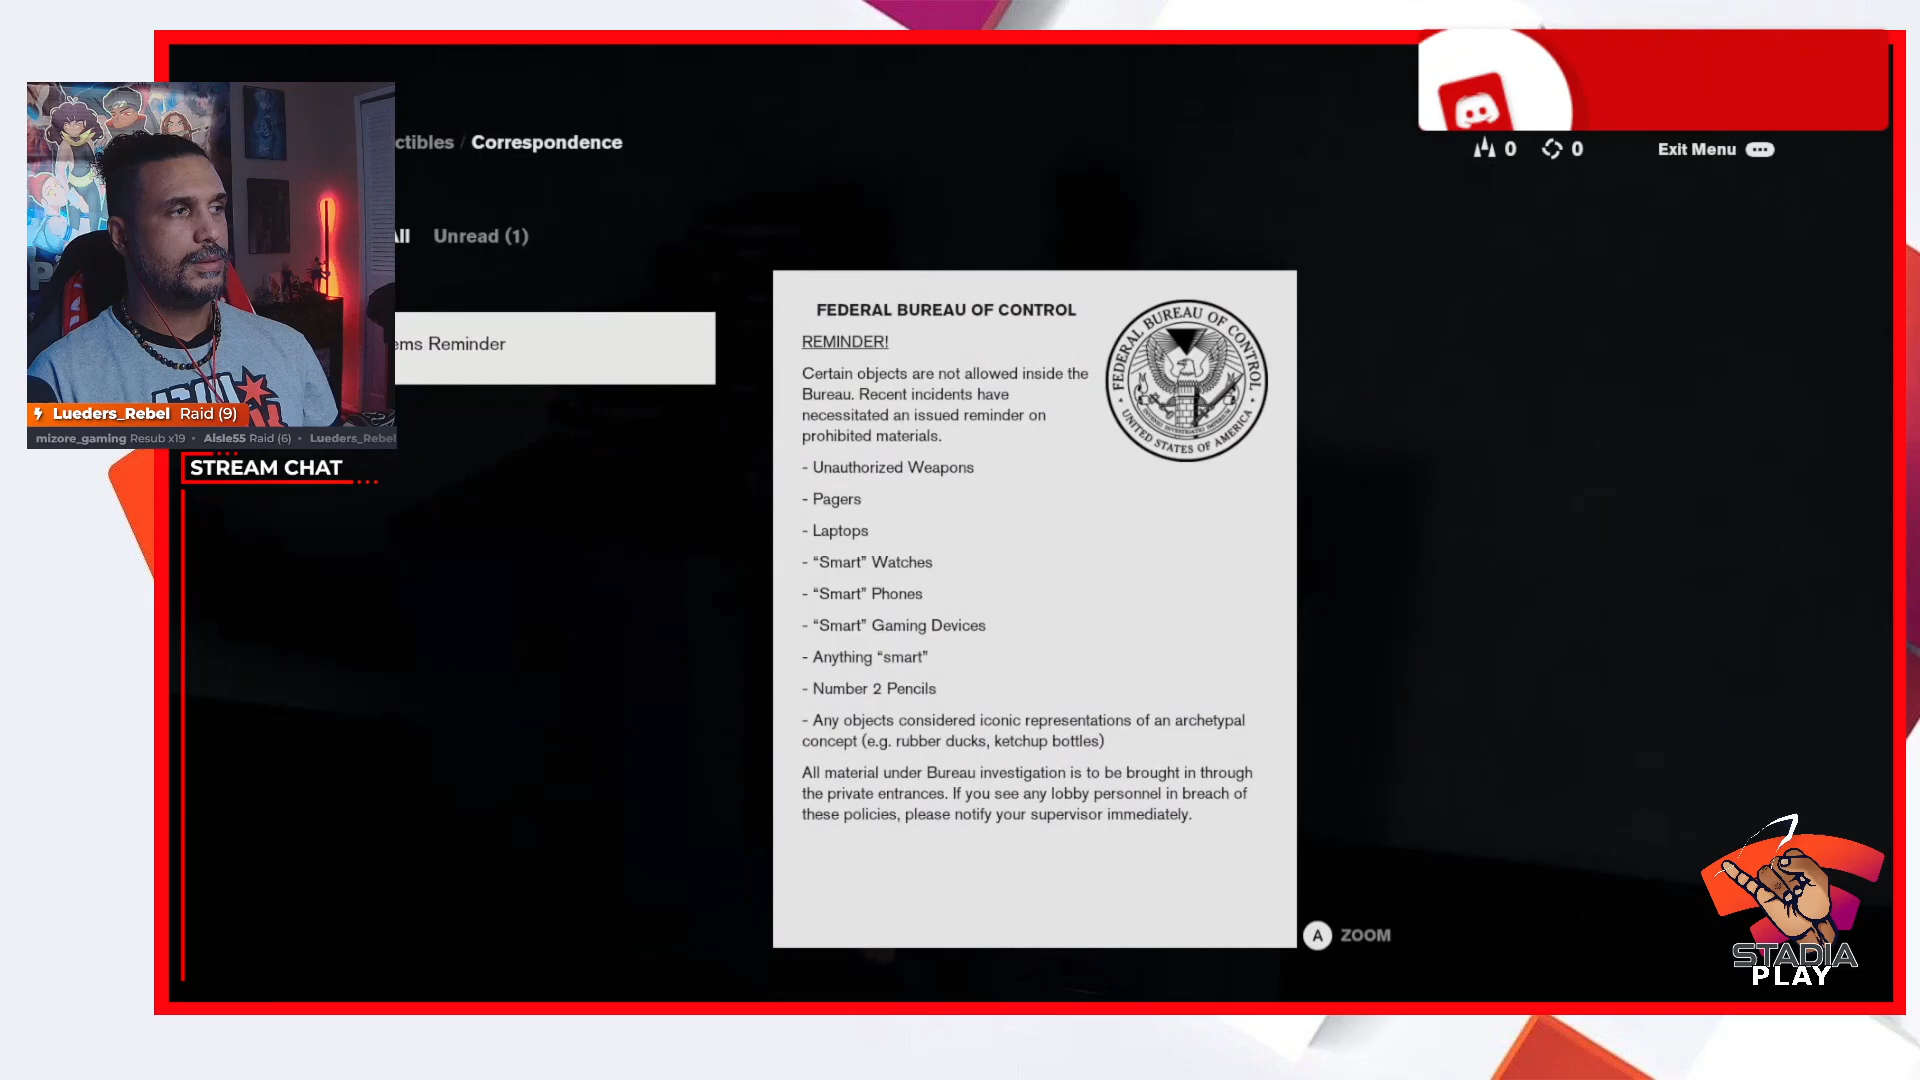 ctibles / Correspondence
0 0 Exit Menu
All Unread (1)
ems Reminder
Lueders_Rebel Raid (9)
mizore_gaming Resub x19 • Aisle55 Raid (6) • Lueders_Rebel
STREAM CHAT
FEDERAL BUREAU OF CONTROL
REMINDER!
Certain objects are not allowed inside the
Bureau. Recent incidents have
necessitated an issued reminder on
prohibited materials.
- Unauthorized Weapons
- Pagers
- Laptops
- “Smart” Watches
- “Smart” Phones
- “Smart” Gaming Devices
- Anything “smart”
- Number 2 Pencils
- Any objects considered iconic representations of an archetypal
concept (e.g. rubber ducks, ketchup bottles)
All material under Bureau investigation is to be brought in through
the private entrances. If you see any lobby personnel in breach of
these policies, please notify your supervisor immediately.
FEDERAL BUREAU OF CONTROL
UNITED STATES OF AMERICA
A ZOOM
STADIA
PLAY